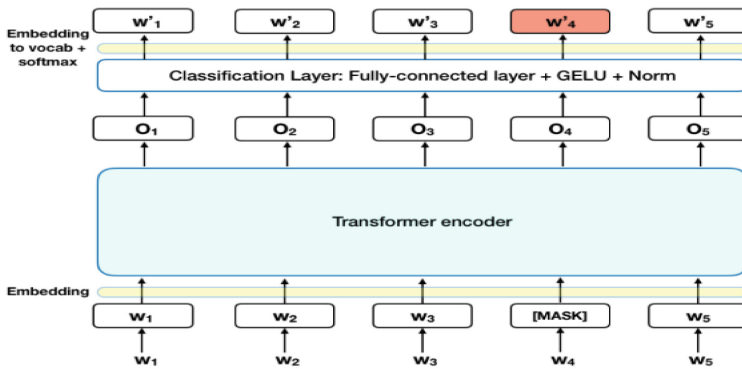 Embedding to vocab + softmax
w'₁ w'₂ w'₃ w'₄ w'₅
Classification Layer: Fully-connected layer + GELU + Norm
O₁ O₂ O₃ O₄ O₅
Transformer encoder
Embedding
W₁ W₂ W₃ [MASK] W₅
W₁ W₂ W₃ W₄ W₅